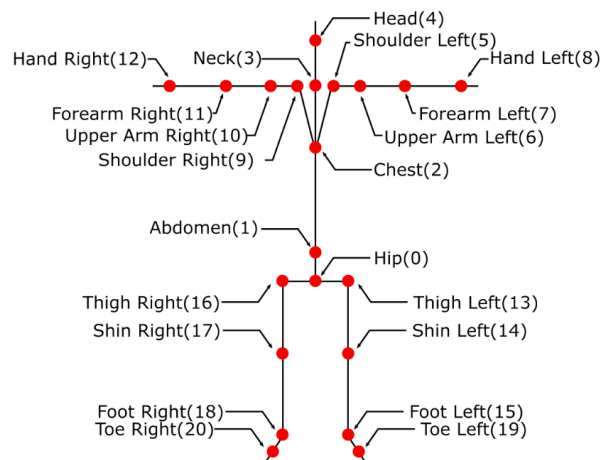 Head(4)
Shoulder Left(5)
Neck(3)
Hand Right(12)
Hand Left(8)
Forearm Right(11)
Forearm Left(7)
Upper Arm Right(10)
Upper Arm Left(6)
Shoulder Right(9)
Chest(2)
Abdomen(1)
Hip(0)
Thigh Right(16)
Thigh Left(13)
Shin Right(17)
Shin Left(14)
Foot Right(18)
Foot Left(15)
Toe Right(20)
Toe Left(19)